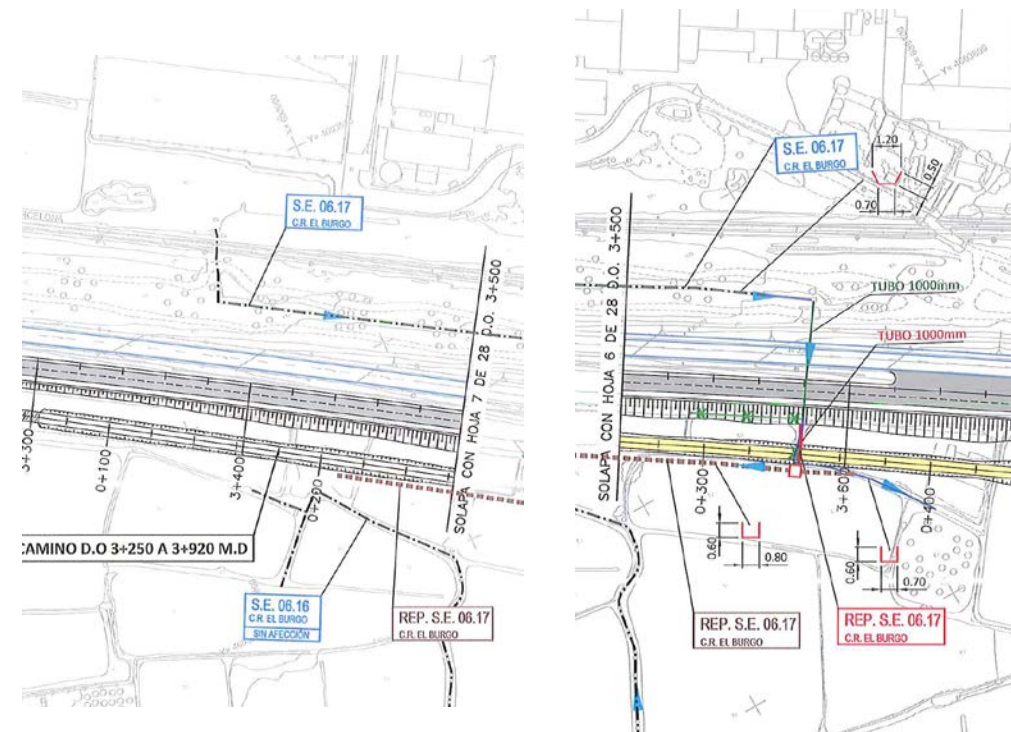 S.E. 06.17
C.R. EL BURGO
SOLAPA CON HOJA 7 DE 28 D.O. 3+500
3+300
0+100
3+400
0+200
CAMINO D.O 3+250 A 3+920 M.D
S.E. 06.16
C.R. EL BURGO
SIN AFECCIÓN
REP. S.E. 06.17
C.R. EL BURGO
S.E. 06.17
C.R. EL BURGO
1.20
0.50
0.70
SOLAPA CON HOJA 6 DE 28 D.O. 3+500
TUBO 1000mm
TUBO 1000mm
0+300
3+600
0+400
0.60
0.80
0.60
0.70
REP. S.E. 06.17
C.R. EL BURGO
REP. S.E. 06.17
C.R. EL BURGO